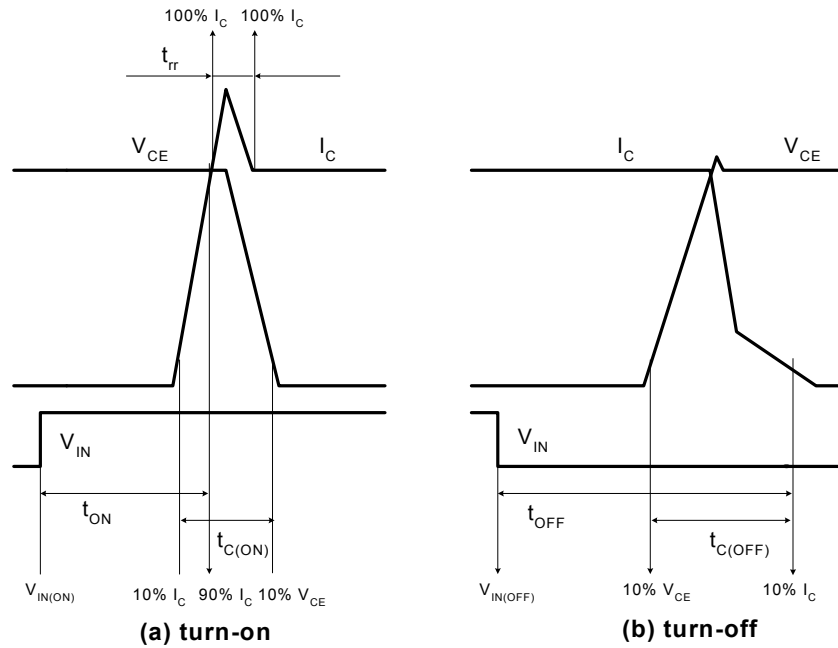 100% I_C 100% I_C
t_rr
V_CE I_C
V_IN
t_ON
t_C(ON)
V_IN(ON)
10% I_C 90% I_C 10% V_CE
(a) turn-on
I_C V_CE
V_IN
t_OFF
t_C(OFF)
V_IN(OFF)
10% V_CE 10% I_C
(b) turn-off